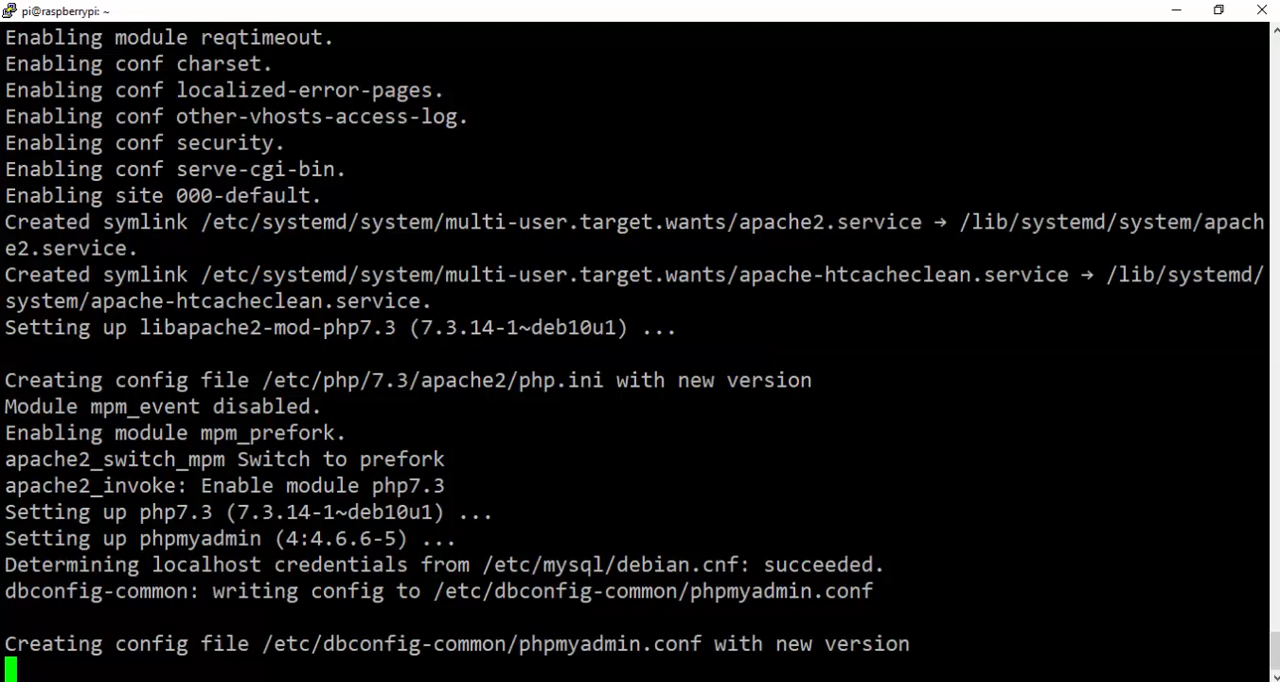 pi@raspberrypi: ~
Enabling module reqtimeout.
Enabling conf charset.
Enabling conf localized-error-pages.
Enabling conf other-vhosts-access-log.
Enabling conf security.
Enabling conf serve-cgi-bin.
Enabling site 000-default.
Created symlink /etc/systemd/system/multi-user.target.wants/apache2.service → /lib/systemd/system/apach
e2.service.
Created symlink /etc/systemd/system/multi-user.target.wants/apache-htcacheclean.service → /lib/systemd/
system/apache-htcacheclean.service.
Setting up libapache2-mod-php7.3 (7.3.14-1~deb10u1) ...

Creating config file /etc/php/7.3/apache2/php.ini with new version
Module mpm_event disabled.
Enabling module mpm_prefork.
apache2_switch_mpm Switch to prefork
apache2_invoke: Enable module php7.3
Setting up php7.3 (7.3.14-1~deb10u1) ...
Setting up phpmyadmin (4:4.6.6-5) ...
Determining localhost credentials from /etc/mysql/debian.cnf: succeeded.
dbconfig-common: writing config to /etc/dbconfig-common/phpmyadmin.conf

Creating config file /etc/dbconfig-common/phpmyadmin.conf with new version